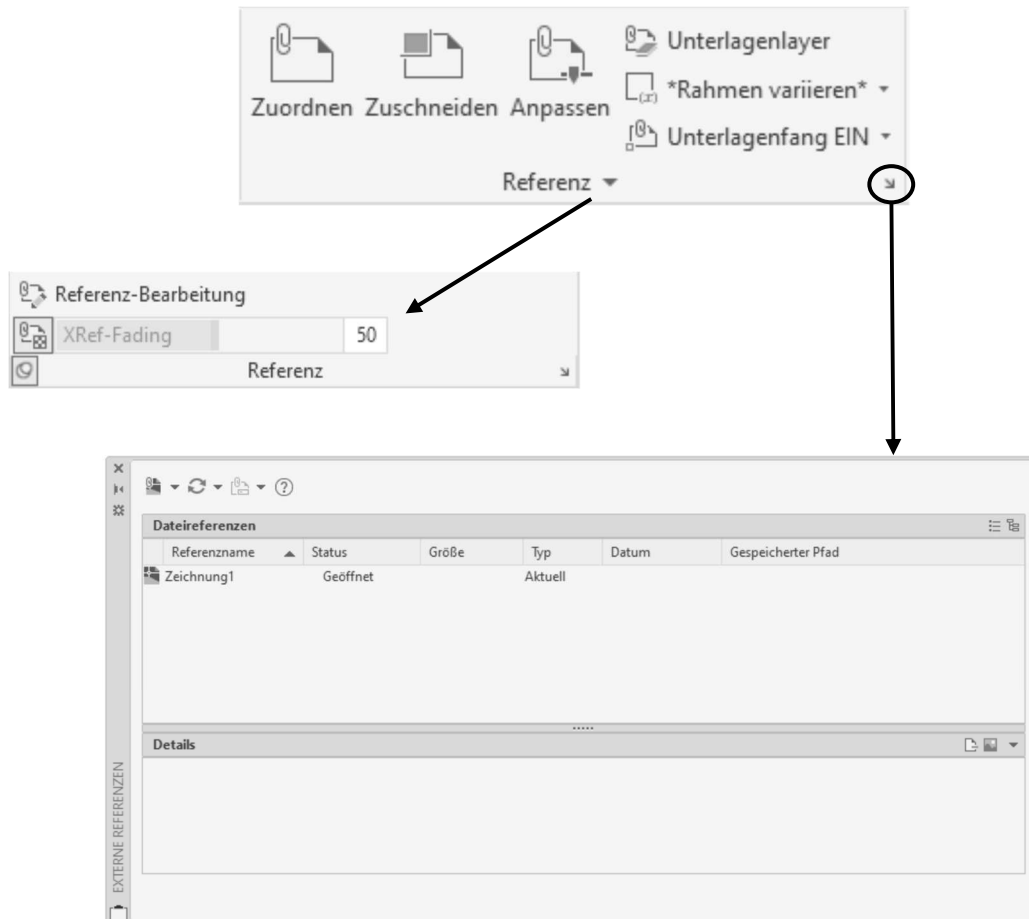 Unterlagenlayer
Zuordnen Zuschneiden Anpassen
(x) *Rahmen variieren*
Unterlagenfang EIN
Referenz
Referenz-Bearbeitung
XRef-Fading 50
Referenz
Dateireferenzen
Referenzname Status Größe Typ Datum Gespeicherter Pfad
Zeichnung1 Geöffnet Aktuell
Details
EXTERNE REFERENZEN